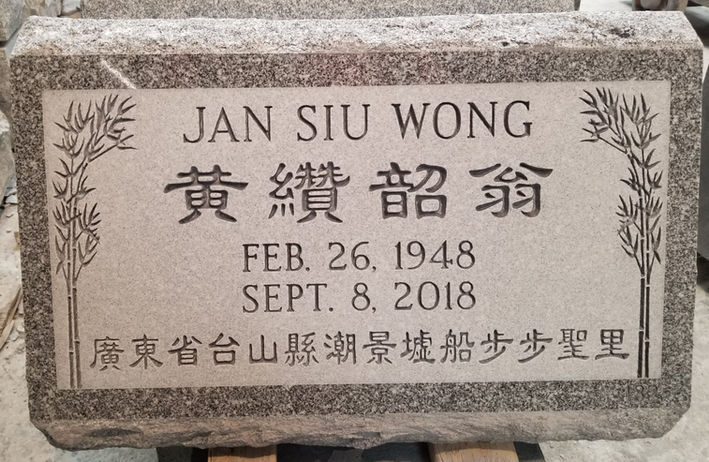 JAN SIU WONG
黄纘韶翁
FEB. 26, 1948
SEPT. 8, 2018
廣東省台山縣潮景墟船步步聖里